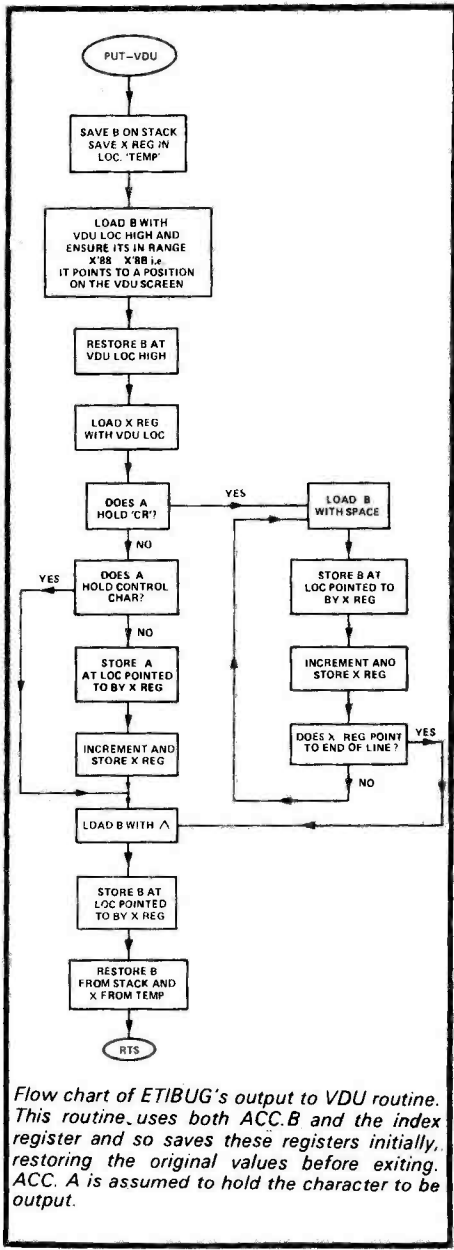 PUT–VDU
SAVE B ON STACK
SAVE X REG IN
LOC. 'TEMP'
LOAD B WITH
VDU LOC HIGH AND
ENSURE ITS IN RANGE
X'88 X'8B i.e.
IT POINTS TO A POSITION
ON THE VDU SCREEN
RESTORE B AT
VDU LOC HIGH
LOAD X REG
WITH VDU LOC
DOES A
HOLD 'CR'?
YES
LOAD B
WITH SPACE
NO
YES
DOES A
HOLD CONTROL
CHAR?
STORE B AT
LOC POINTED TO
BY X REG
NO
STORE A
AT LOC POINTED
TO BY X REG
INCREMENT AND
STORE X REG
INCREMENT AND
STORE X REG
DOES X REG POINT
TO END OF LINE?
YES
NO
LOAD B WITH ∧
STORE B AT
LOC POINTED
TO BY X REG
RESTORE B
FROM STACK AND
X FROM TEMP
RTS
Flow chart of ETIBUG's output to VDU routine.
This routine uses both ACC.B and the index
register and so saves these registers initially,
restoring the original values before exiting.
ACC. A is assumed to hold the character to be
output.